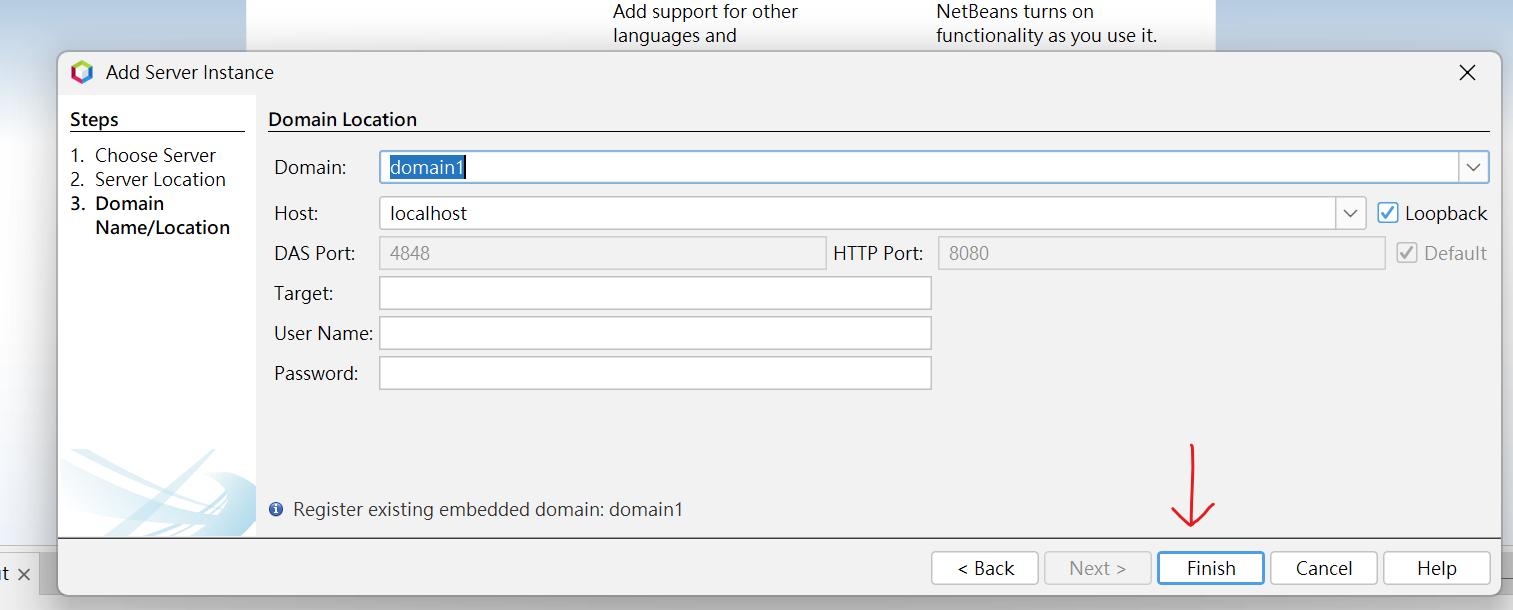 Add support for other
languages and
NetBeans turns on
functionality as you use it.
Add Server Instance
Steps
1. Choose Server
2. Server Location
3. Domain
Name/Location
Domain Location
Domain: domain1
Host: localhost Loopback
DAS Port: 4848 HTTP Port: 8080 Default
Target:
User Name:
Password:
Register existing embedded domain: domain1
< Back Next > Finish Cancel Help